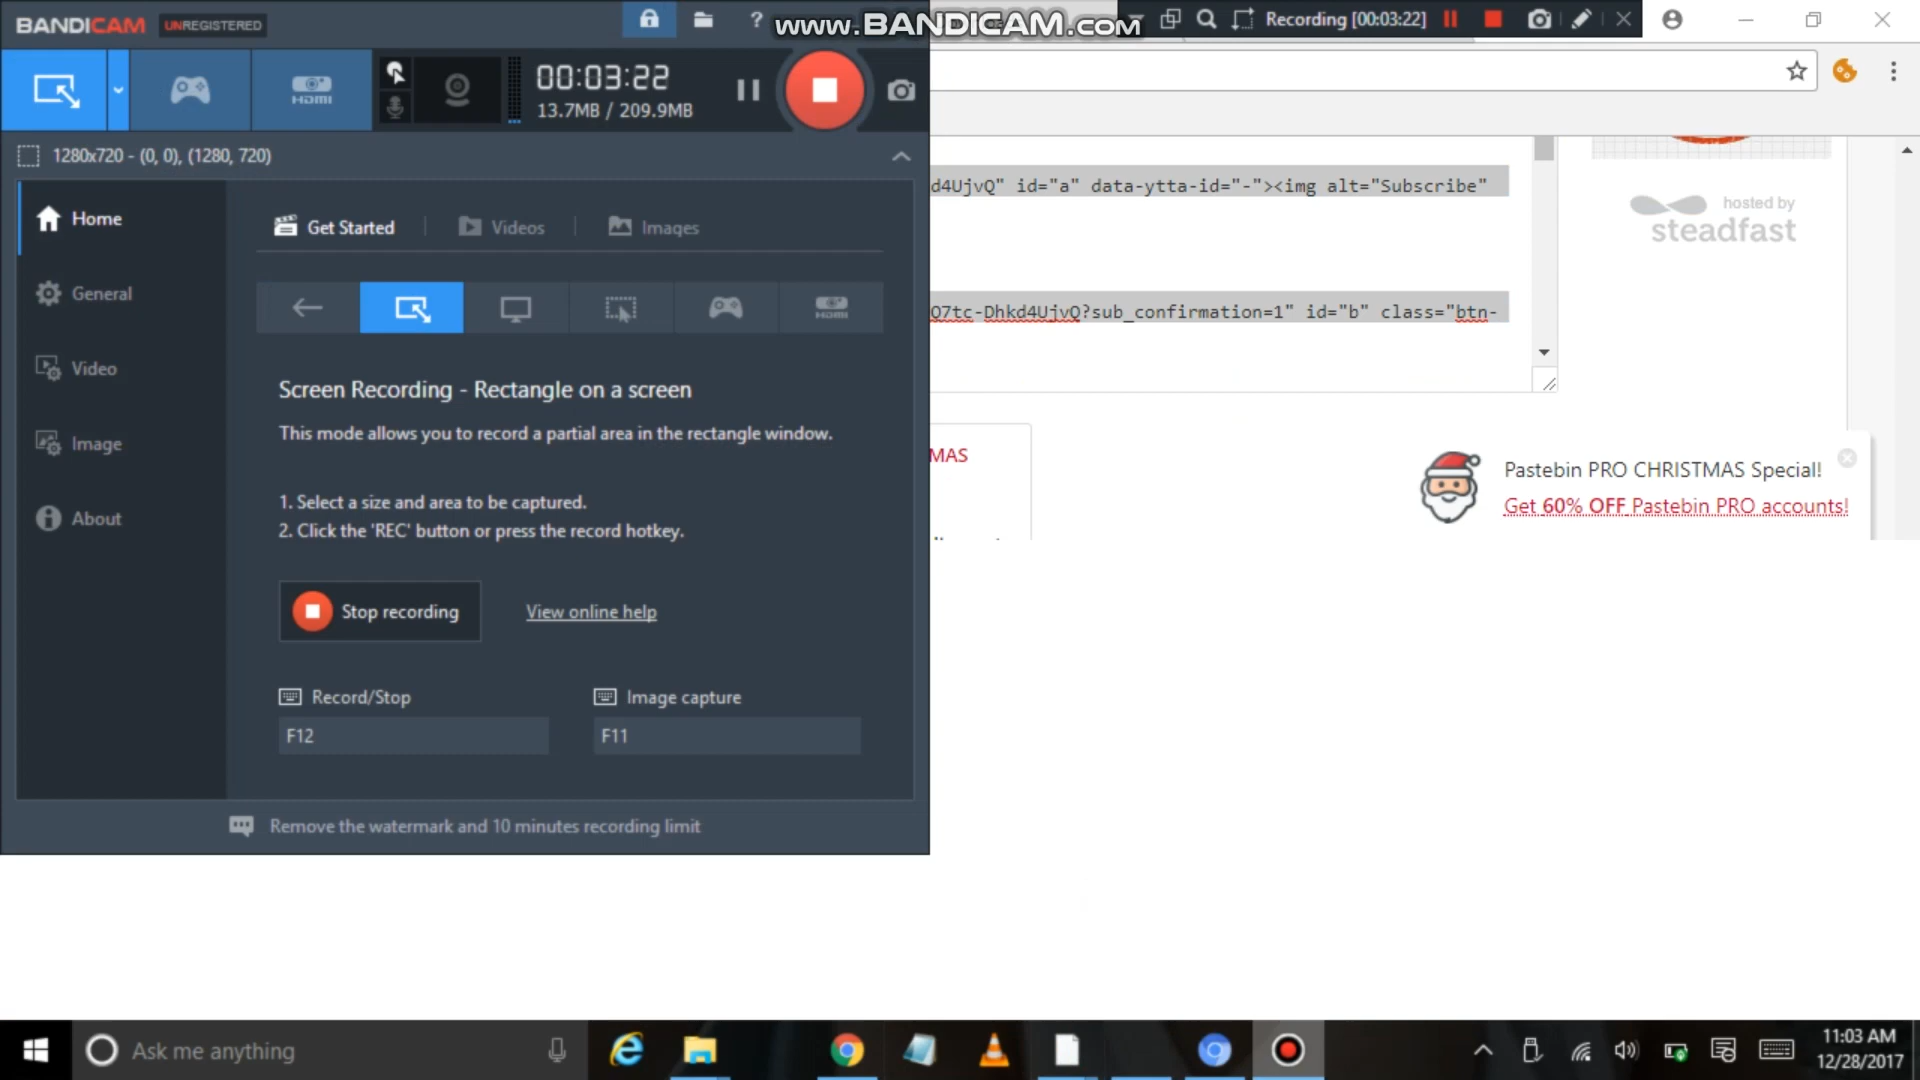 BANDICAM UNREGISTERED
www.BANDICAM.com
Recording [00:03:22]
HDMI
00:03:22
13.7MB / 209.9MB
1280x720 - (0, 0), (1280, 720)
Home
General
Video
Image
About
Get Started
Videos
Images
HDMI
Screen Recording - Rectangle on a screen
This mode allows you to record a partial area in the rectangle window.
1. Select a size and area to be captured.
2. Click the 'REC' button or press the record hotkey.
Stop recording
View online help
Record/Stop
Image capture
F12
F11
Remove the watermark and 10 minutes recording limit
d4UjvQ" id="a" data-ytta-id="-"><img alt="Subscribe"
Q7tc-Dhkd4UjvQ?sub_confirmation=1" id="b" class="btn-
hosted by
steadfast
MAS
Pastebin PRO CHRISTMAS Special!
Get 60% OFF Pastebin PRO accounts!
Ask me anything
11:03 AM
12/28/2017